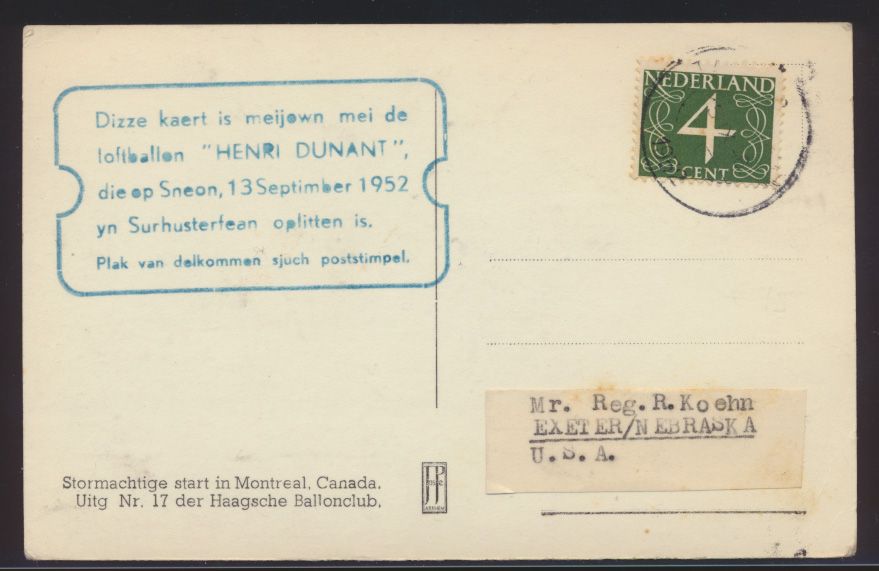 Dizze kaert is meijown mei de
loftballon "HENRI DUNANT",
die op Sneon, 13 Septimber 1952
yn Surhusterfean oplitten is.
Plak van delkommen sjuch poststimpel.
NEDERLAND
4
CENT
Mr. Reg. R. Koehn
EXETER/NEBRASKA
U. S. A.
Stormachtige start in Montreal, Canada.
Uitg Nr. 17 der Haagsche Ballonclub.
JP